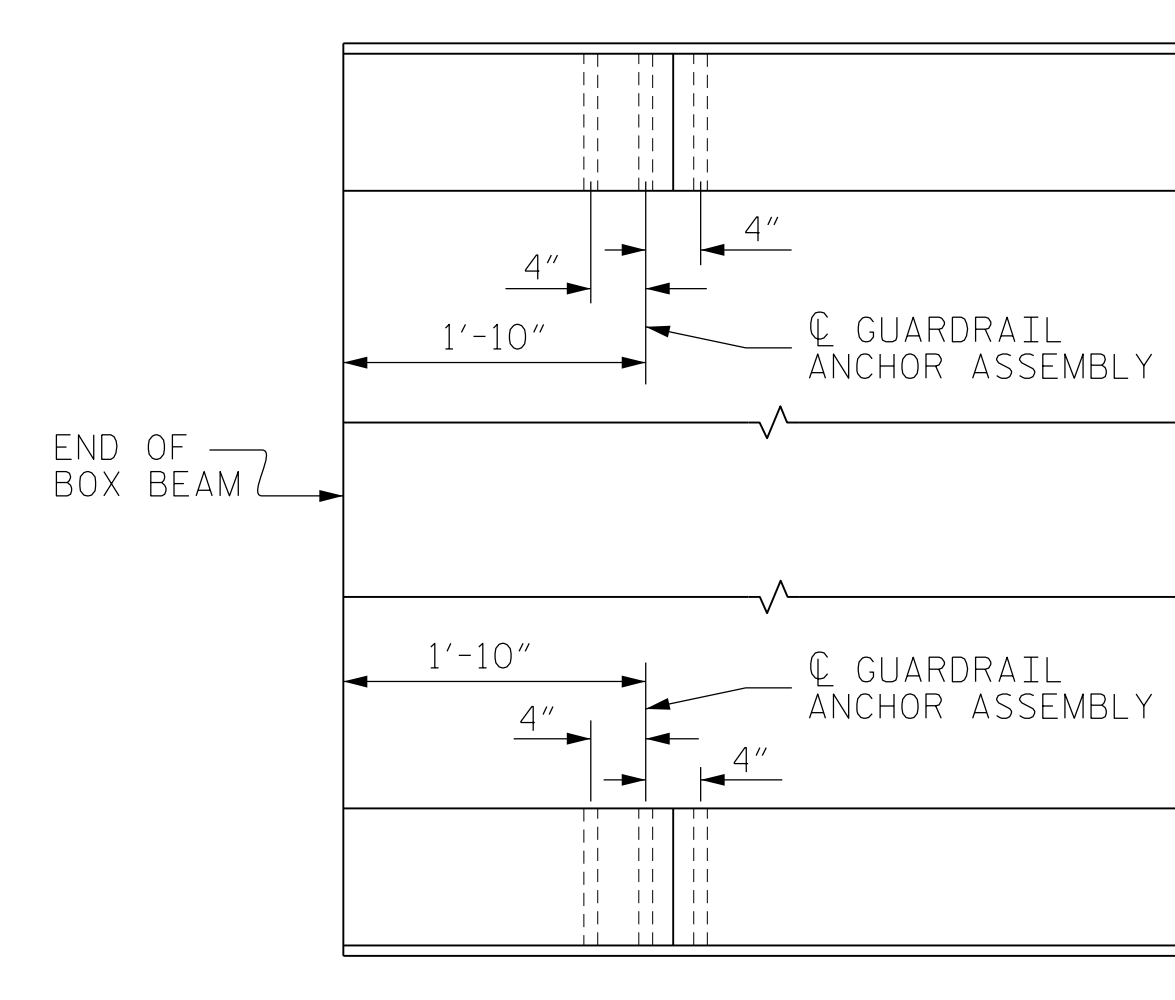 4"
4"
1'-10"
℄ GUARDRAIL
ANCHOR ASSEMBLY
END OF
BOX BEAM
1'-10"
℄ GUARDRAIL
ANCHOR ASSEMBLY
4"
4"